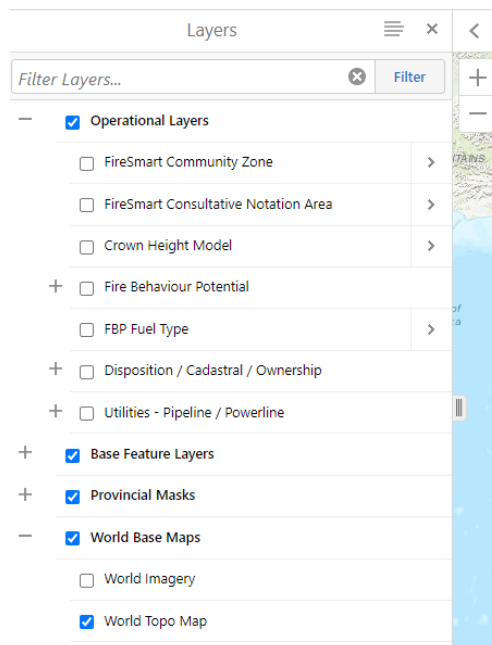 Layers
Filter Layers...
Filter
Operational Layers
FireSmart Community Zone
FireSmart Consultative Notation Area
Crown Height Model
Fire Behaviour Potential
FBP Fuel Type
Disposition / Cadastral / Ownership
Utilities - Pipeline / Powerline
Base Feature Layers
Provincial Masks
World Base Maps
World Imagery
World Topo Map
TAINS
of